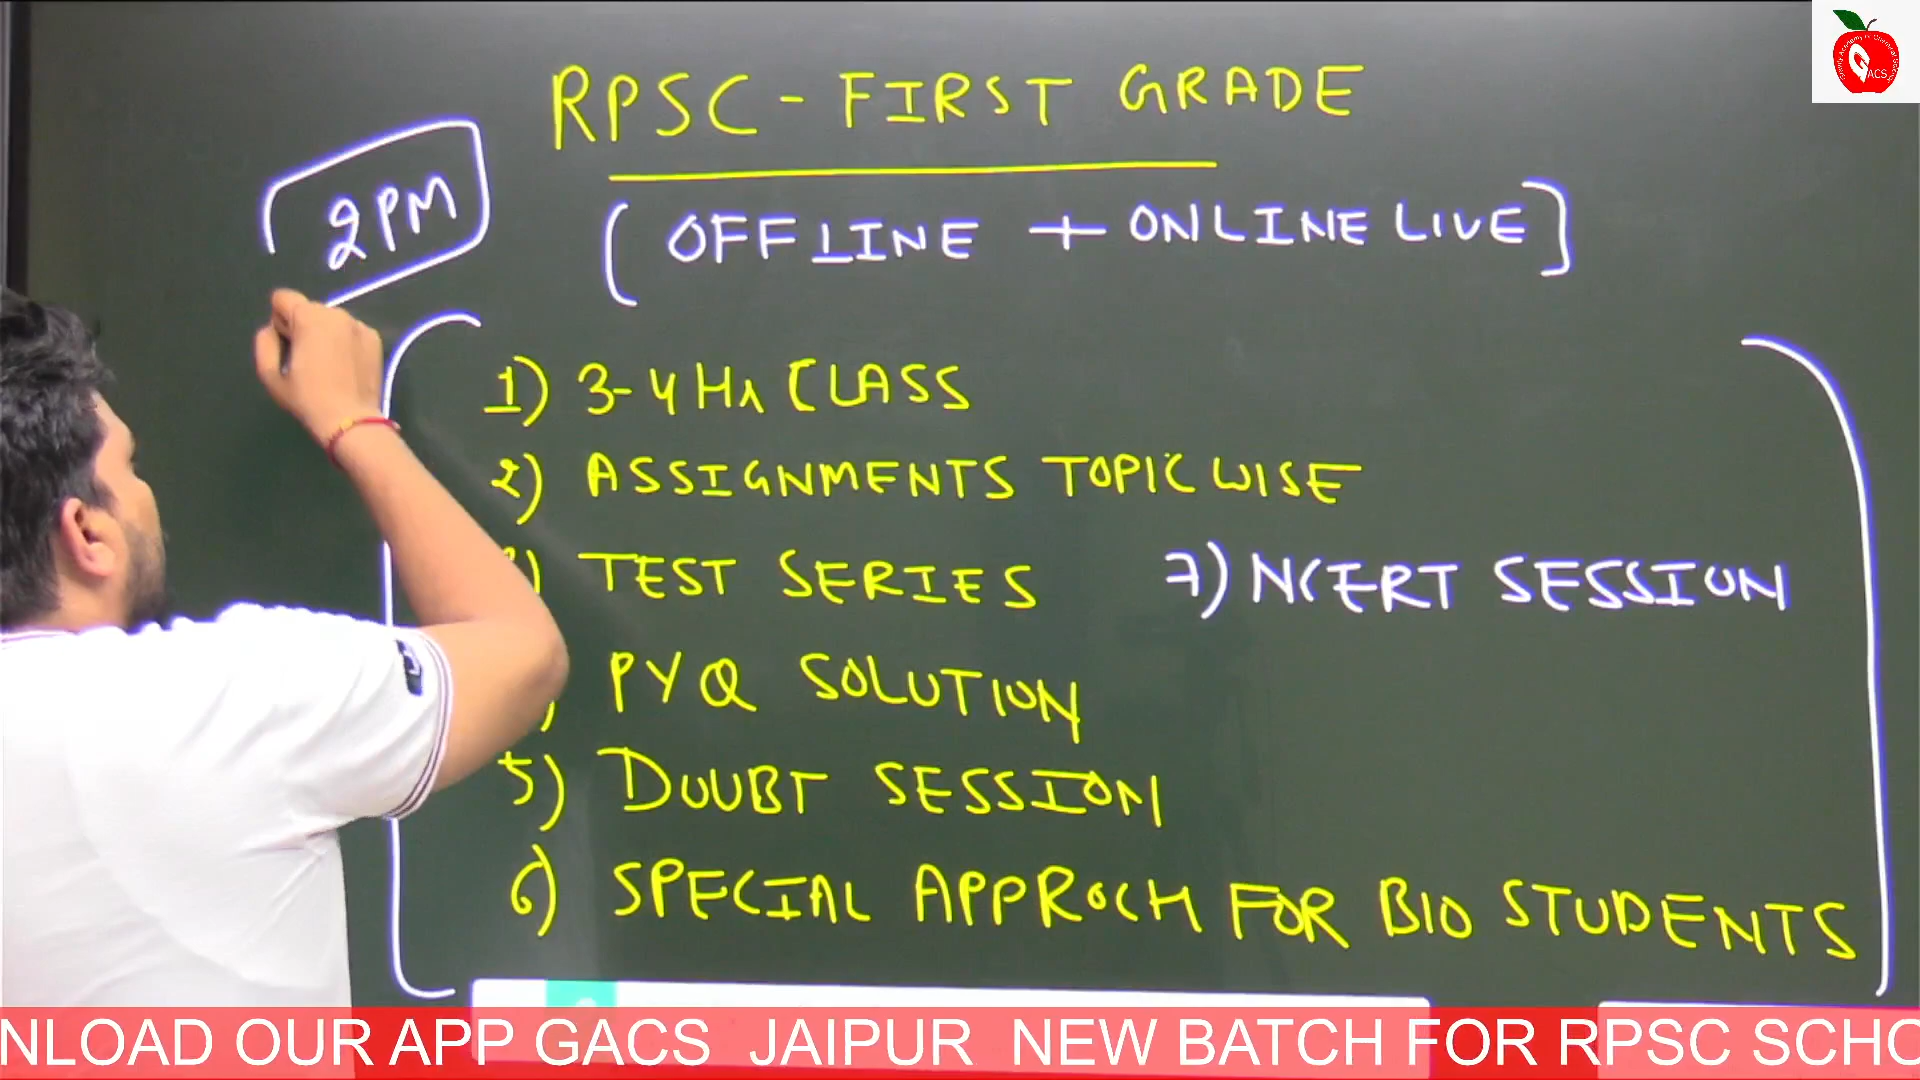 RPSC - FIRST GRADE
2PM
( OFFLINE + ONLINE LIVE ]
1) 3-4 Hr CLASS
2) ASSIGNMENTS TOPIC WISE
3) TEST SERIES
7) NCERT SESSION
PYQ SOLUTION
5) DOUBT SESSION
6) SPECIAL APPROCH FOR BIO STUDENTS
NLOAD OUR APP GACS JAIPUR NEW BATCH FOR RPSC SCHO
GACS